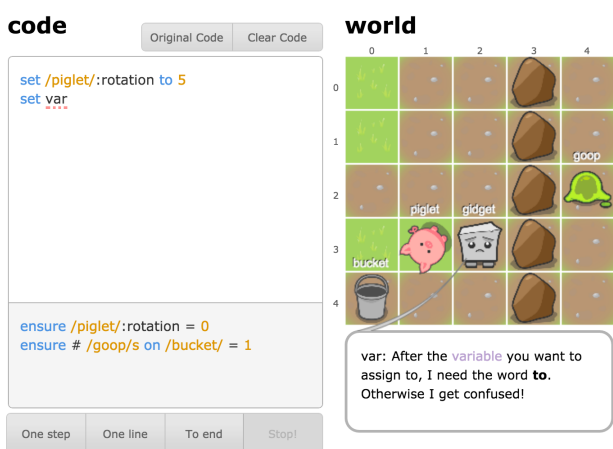 code
Original Code
Clear Code
set /piglet/:rotation to 5
set var
ensure /piglet/:rotation = 0
ensure # /goop/s on /bucket/ = 1
One step
One line
To end
Stop!
world
0 1 2 3 4
0
1
goop
2
piglet gidget
3
bucket
4
var: After the variable you want to
assign to, I need the word to.
Otherwise I get confused!